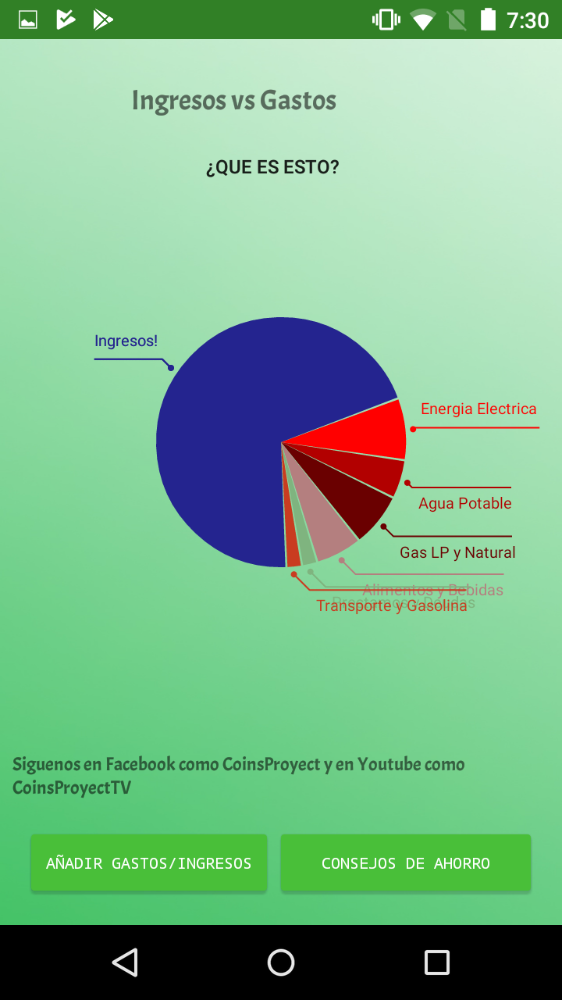 7:30
Ingresos vs Gastos
¿QUE ES ESTO?
Ingresos!
Energia Electrica
Agua Potable
Gas LP y Natural
Alimentos y Bebidas
Prestamos y Deudas
Transporte y Gasolina
Siguenos en Facebook como CoinsProyect y en Youtube como
CoinsProyectTV
AÑADIR GASTOS/INGRESOS
CONSEJOS DE AHORRO